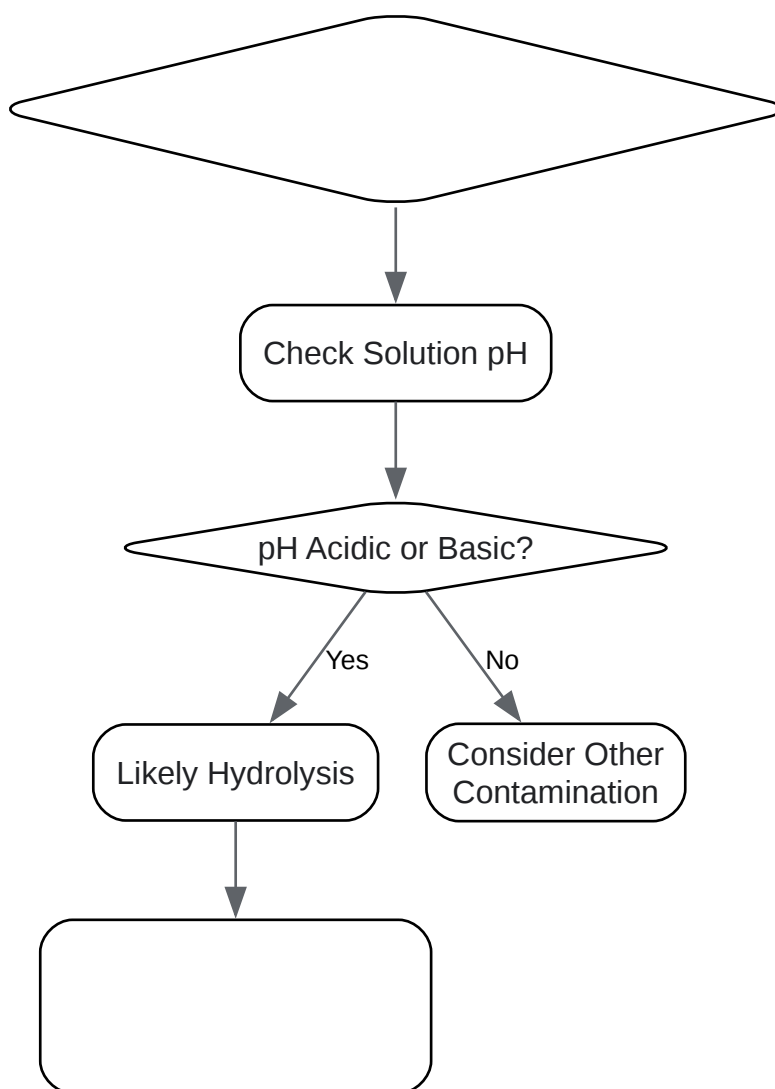 Check Solution pH
pH Acidic or Basic?
Yes
No
Likely Hydrolysis
Consider Other
Contamination